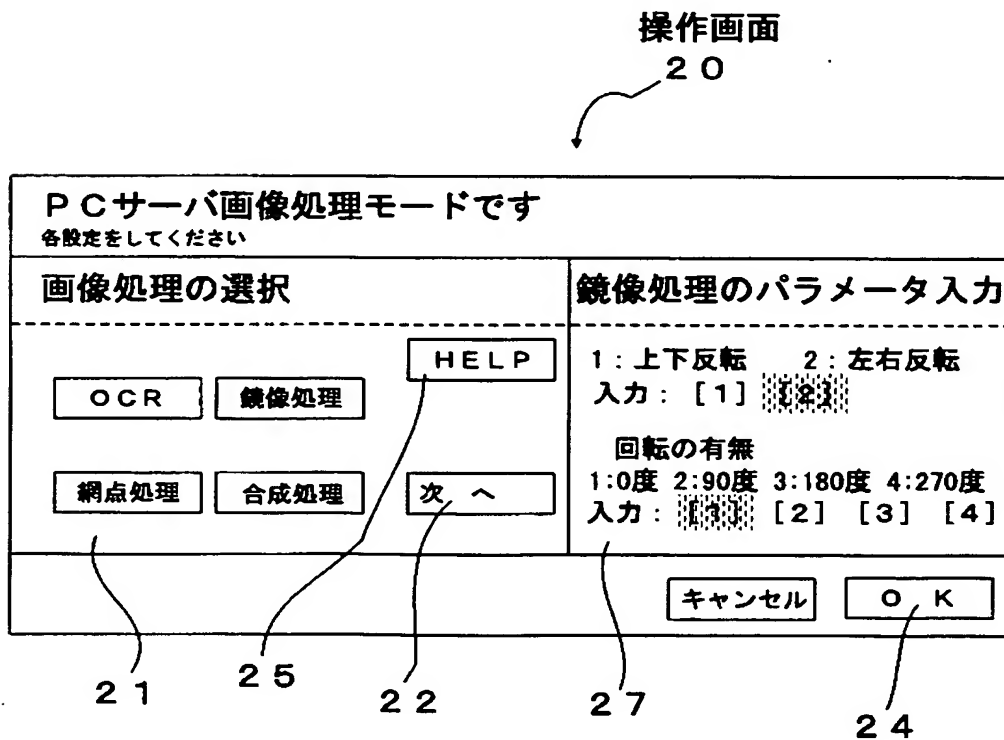 操作画面
２０
ＰＣサーバ画像処理モードです
各設定をしてください
画像処理の選択
ＨＥＬＰ
ＯＣＲ 鏡像処理
網点処理 合成処理 次 へ
鏡像処理のパラメータ入力
1：上下反転 2：左右反転
入力：［1］［2］
回転の有無
1:0度 2:90度 3:180度 4:270度
入力：［1］［2］［3］［4］
キャンセル Ｏ Ｋ
２１ ２５ ２２ ２７ ２４